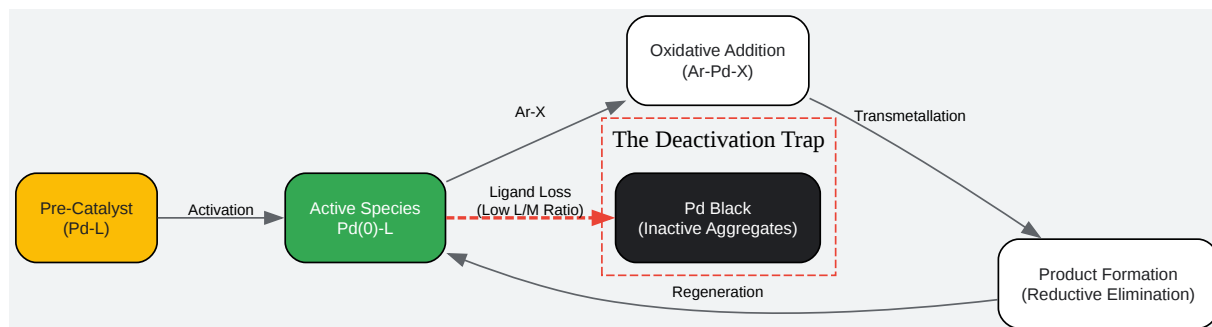 Oxidative Addition
(Ar-Pd-X)
Ar-X
Transmetallation
The Deactivation Trap
Pre-Catalyst
(Pd-L)
Activation
Active Species
Pd(0)-L
Ligand Loss
(Low L/M Ratio)
Pd Black
(Inactive Aggregates)
Product Formation
(Reductive Elimination)
Regeneration